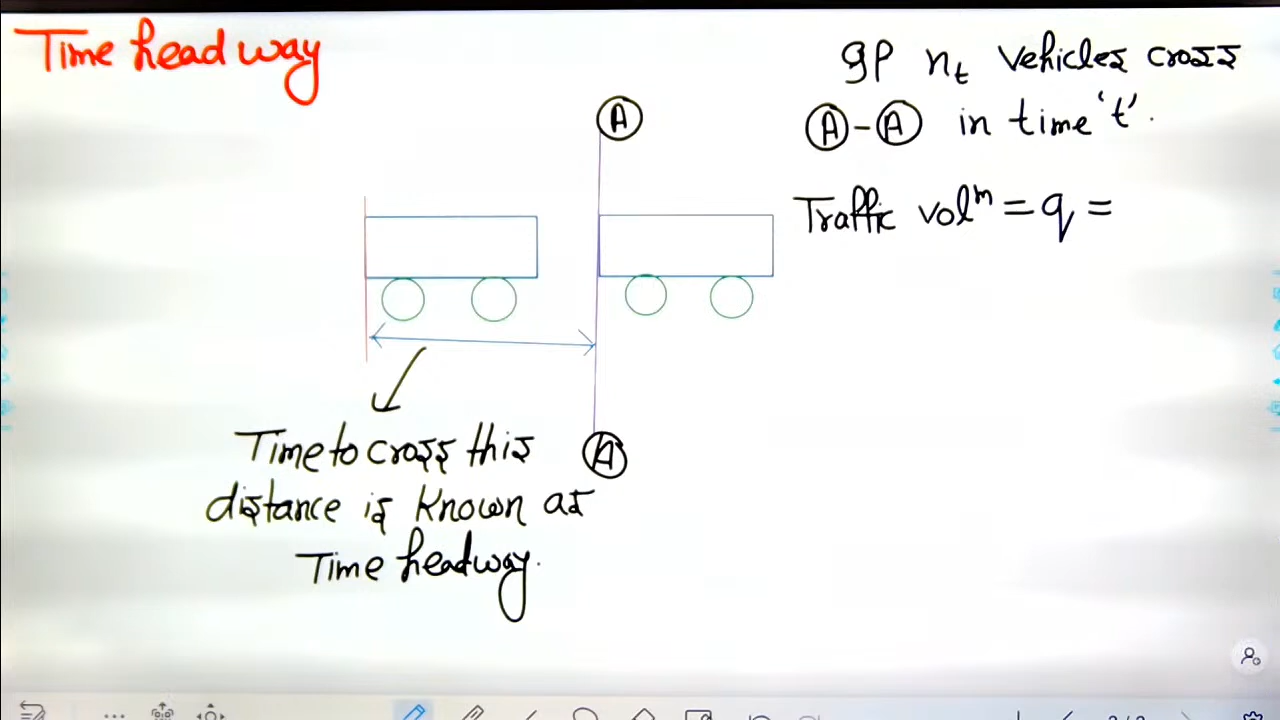 Time headway
If nt vehicles cross
A-A in time 't'.
Traffic volm = q =
A
A
Time to cross this
distance is known as
Time headway.